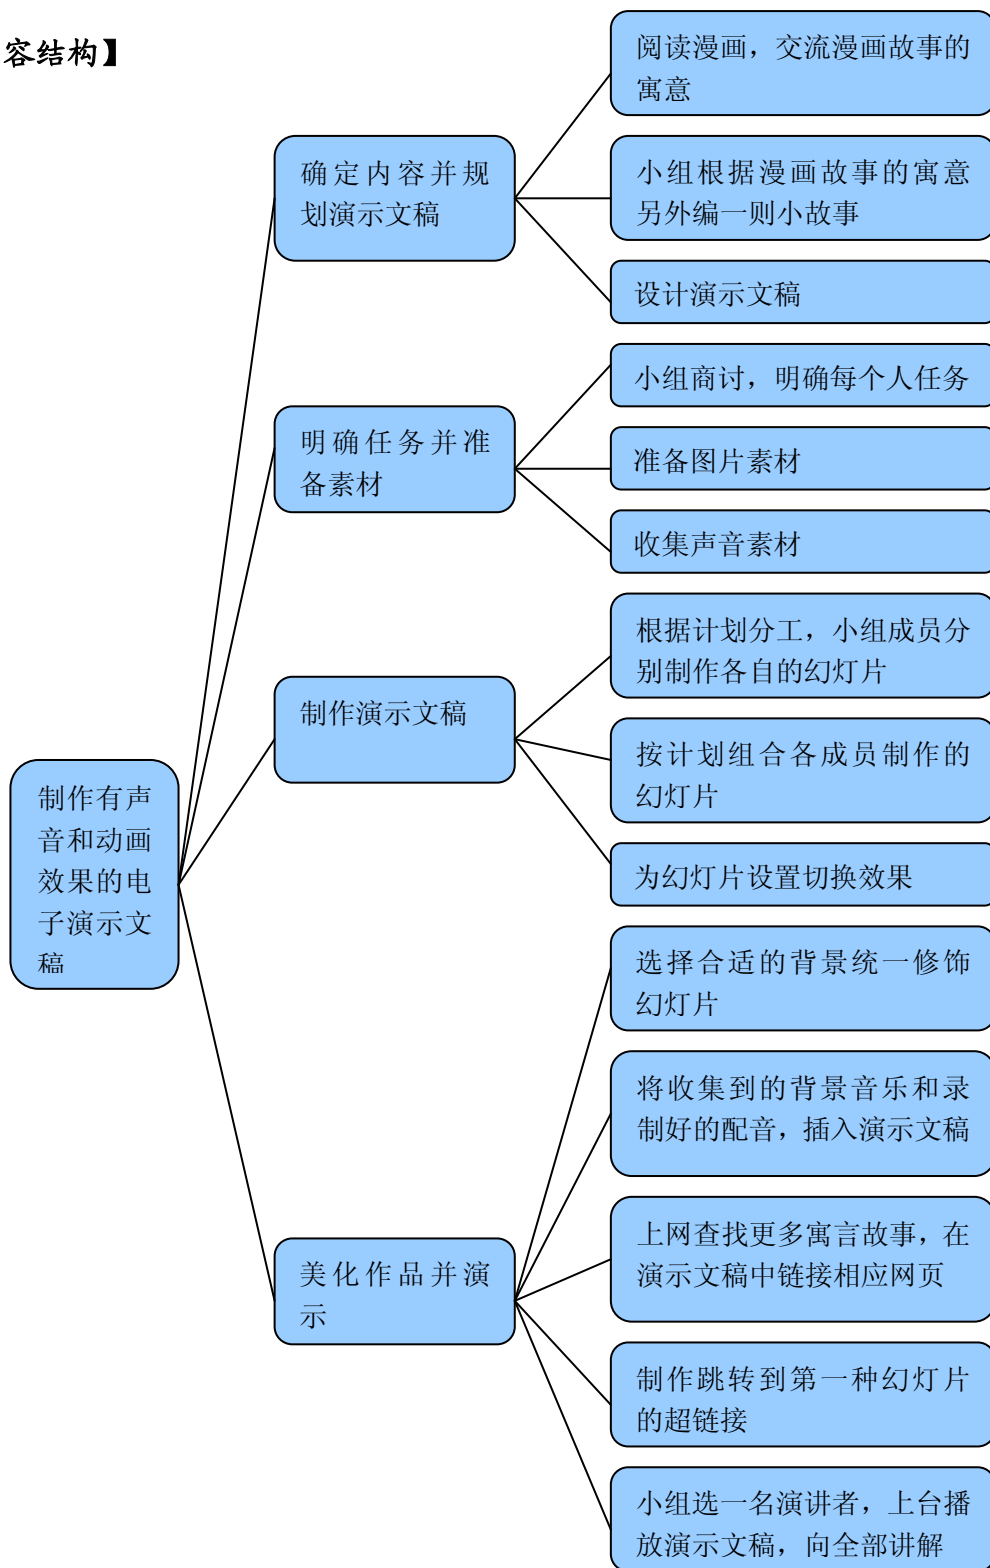 容结构】
阅读漫画，交流漫画故事的
寓意
确定内容并规
划演示文稿
小组根据漫画故事的寓意
另外编一则小故事
设计演示文稿
小组商讨，明确每个人任务
明确任务并准
备素材
准备图片素材
收集声音素材
根据计划分工，小组成员分
别制作各自的幻灯片
制作演示文稿
按计划组合各成员制作的
幻灯片
制作有声
音和动画
效果的电
子演示文
稿
为幻灯片设置切换效果
选择合适的背景统一修饰
幻灯片
将收集到的背景音乐和录
制好的配音，插入演示文稿
上网查找更多寓言故事，在
演示文稿中链接相应网页
美化作品并演
示
制作跳转到第一种幻灯片
的超链接
小组选一名演讲者，上台播
放演示文稿，向全部讲解